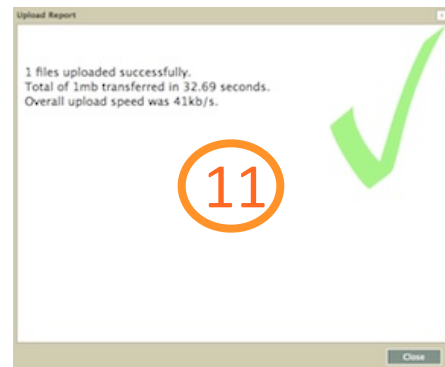 Upload Report
1 files uploaded successfully.
Total of 1mb transferred in 32.69 seconds.
Overall upload speed was 41kb/s.
11
Close